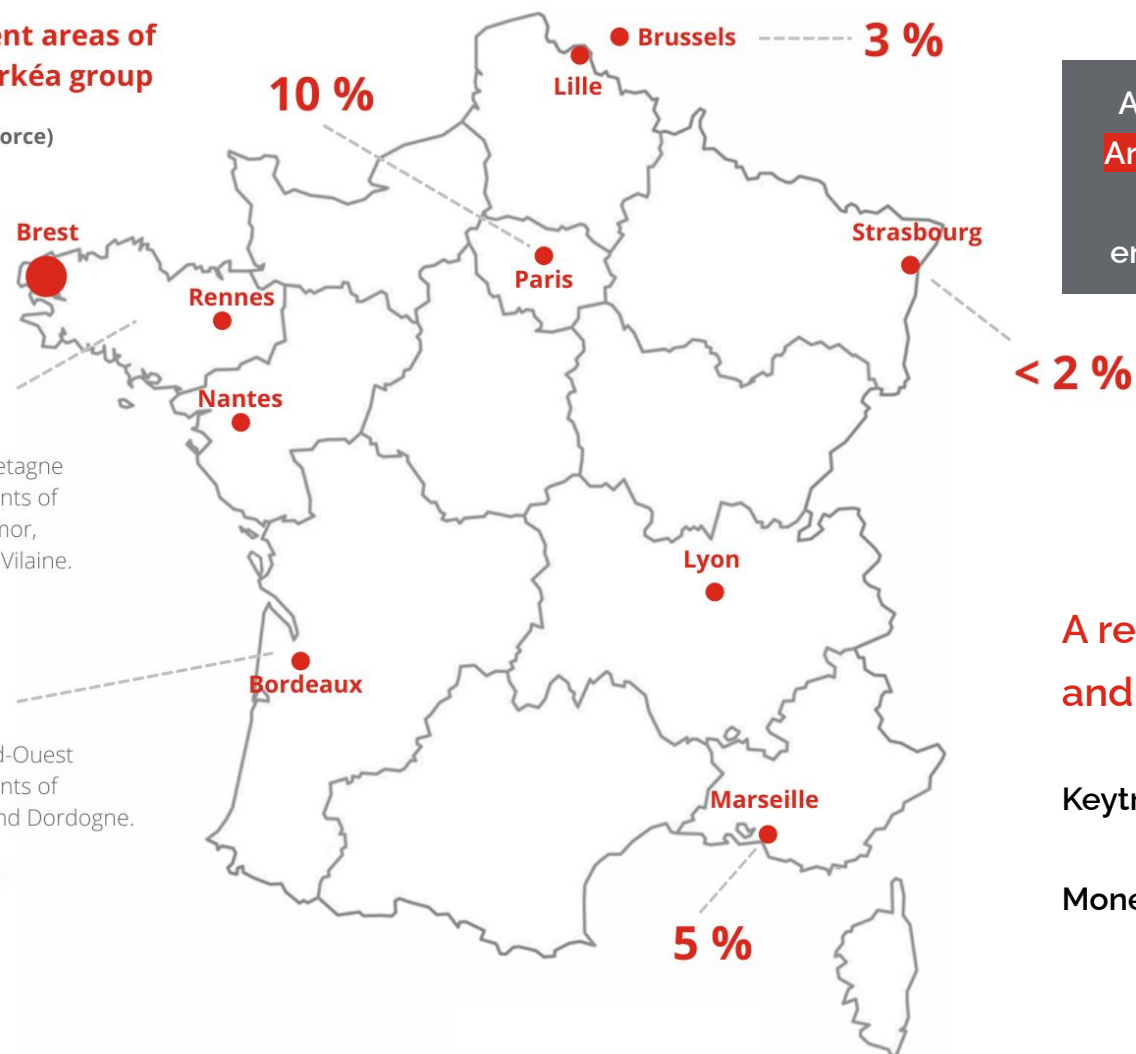 ent areas of
rkéa group
orce)
Brussels
3 %
Lille
10 %
Brest
Rennes
Paris
Strasbourg
< 2 %
Nantes
etagne
nts of
mor,
Vilaine.
Lyon
Bordeaux
d-Ouest
nts of
nd Dordogne.
Marseille
5 %
A
Ar
er
A re
and
Keytr
Mone